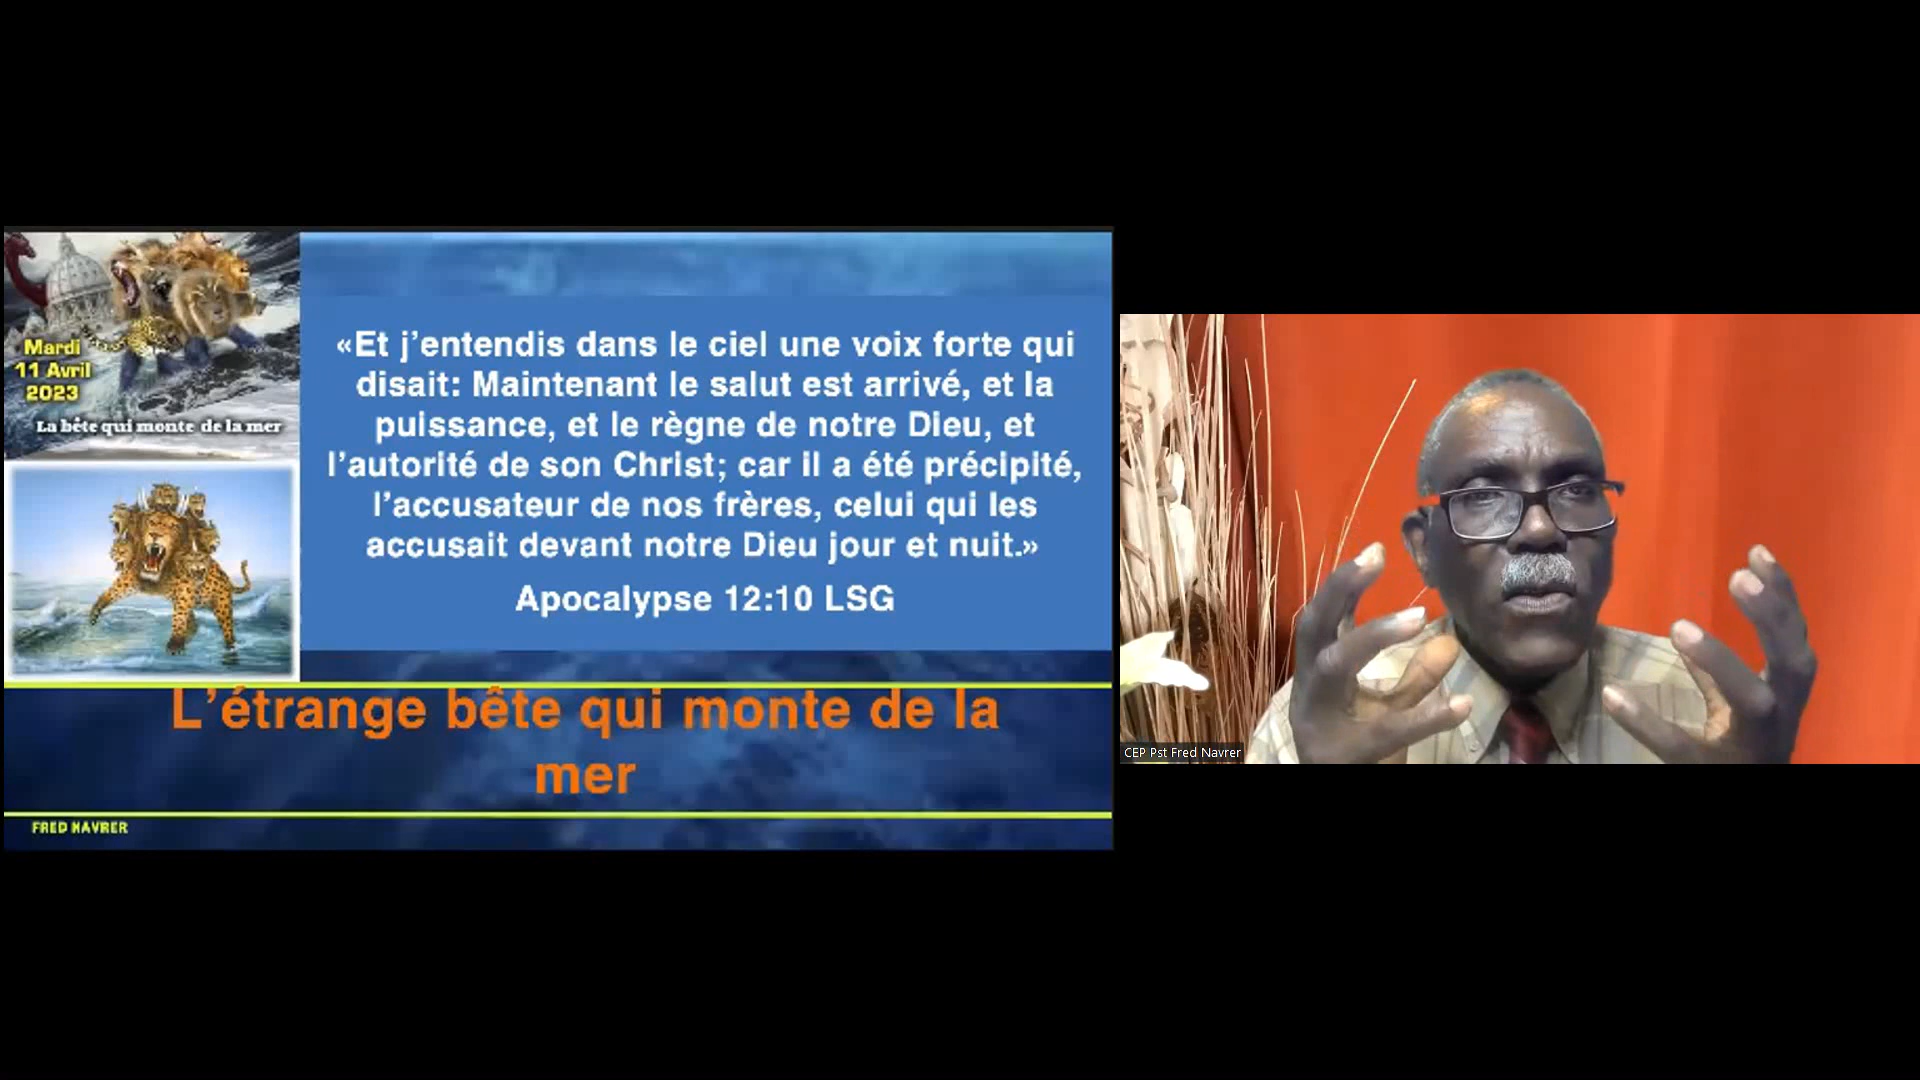 Mardi
11 Avril
2023
La bête qui monte de la mer
«Et j’entendis dans le ciel une voix forte qui
disait: Maintenant le salut est arrivé, et la
puissance, et le règne de notre Dieu, et
l’autorité de son Christ; car il a été précipité,
l’accusateur de nos frères, celui qui les
accusait devant notre Dieu jour et nuit.»
Apocalypse 12:10 LSG
L’étrange bête qui monte de la
mer
FRED NAVRER
CEP Pst Fred Navrer